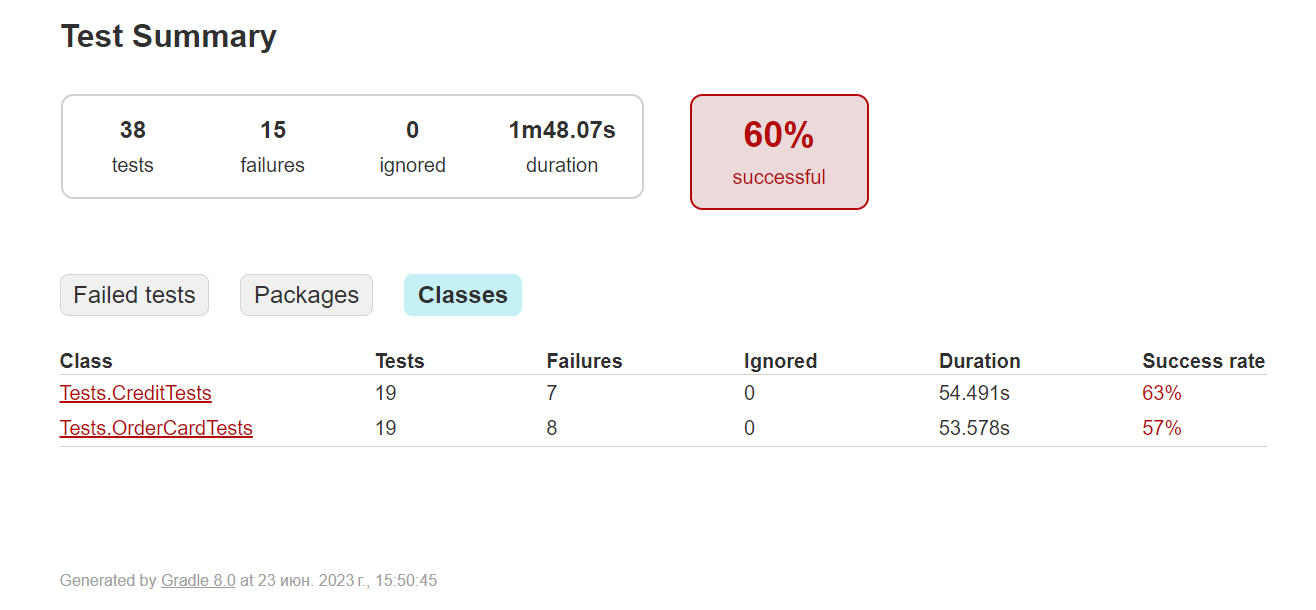 Test Summary
38 15 0 1m48.07s
tests failures ignored duration
60%
successful
Failed tests Packages Classes
Class Tests Failures Ignored Duration Success rate
Tests.CreditTests 19 7 0 54.491s 63%
Tests.OrderCardTests 19 8 0 53.578s 57%
Generated by Gradle 8.0 at 23 июн. 2023 г., 15:50:45